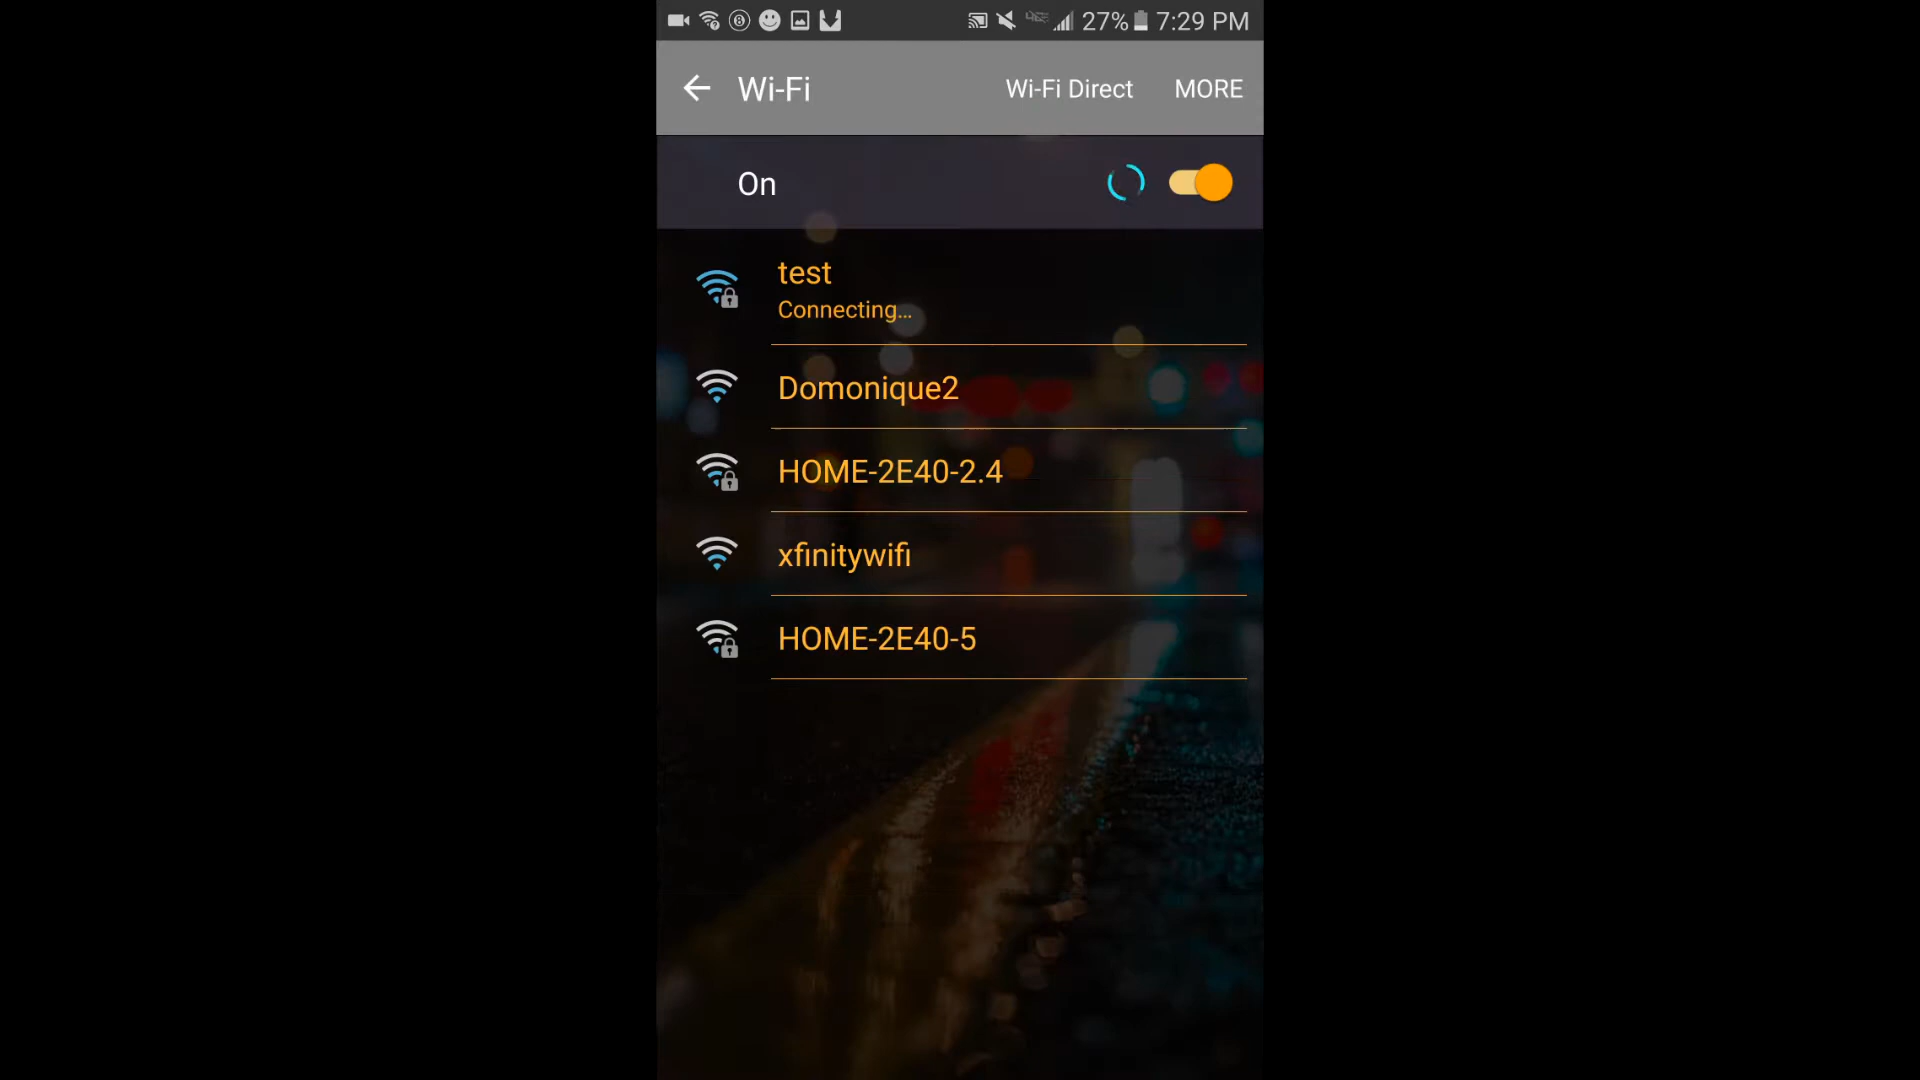 27% 7:29 PM
Wi-Fi Wi-Fi Direct MORE
On
test
Connecting...
Domonique2
HOME-2E40-2.4
xfinitywifi
HOME-2E40-5